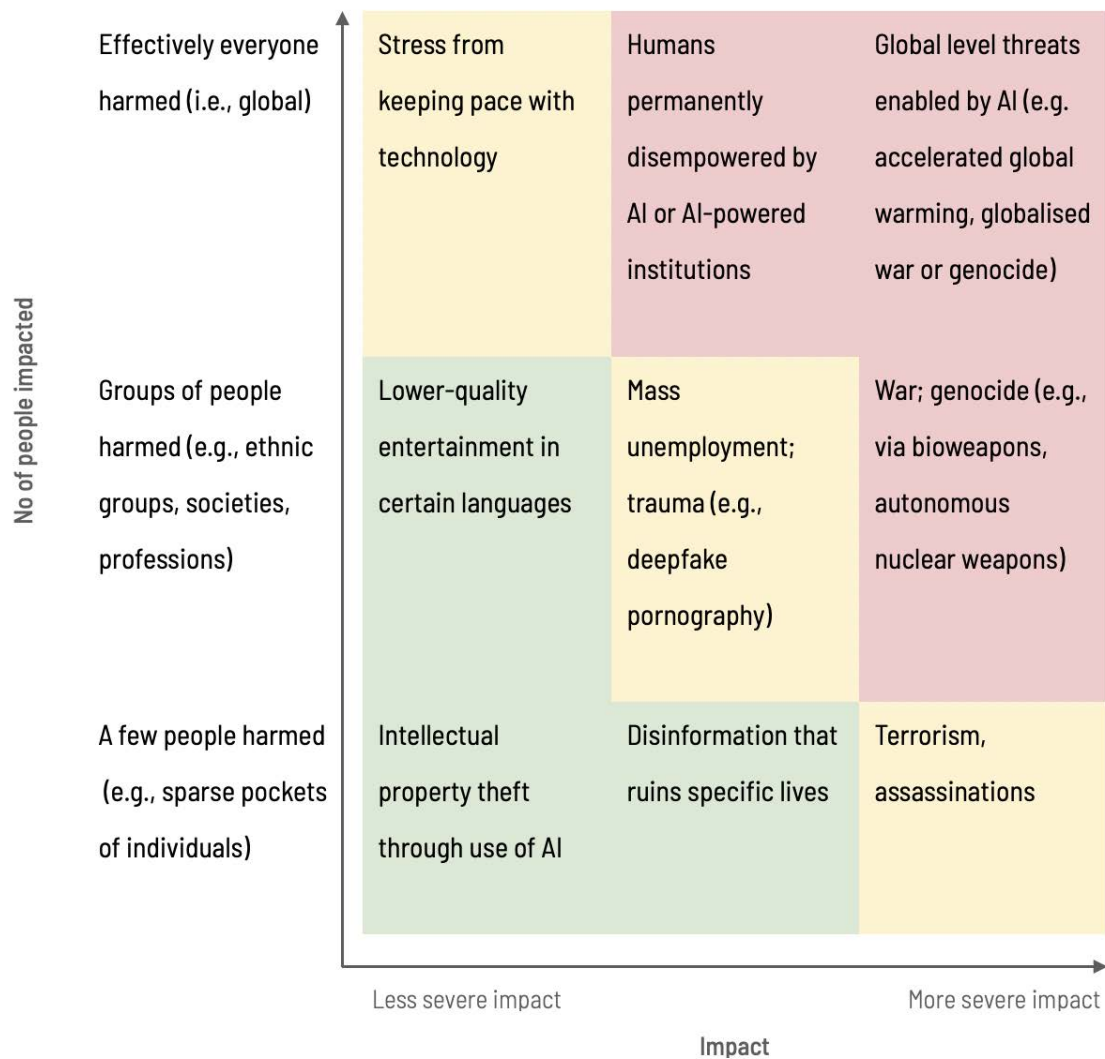 No of people impacted
Effectively everyone
harmed (i.e., global)
Stress from
keeping pace with
technology
Humans
permanently
disempowered by
AI or AI-powered
institutions
Global level threats
enabled by AI (e.g.
accelerated global
warming, globalised
war or genocide)
Groups of people
harmed (e.g., ethnic
groups, societies,
professions)
Lower-quality
entertainment in
certain languages
Mass
unemployment;
trauma (e.g.,
deepfake
pornography)
War; genocide (e.g.,
via bioweapons,
autonomous
nuclear weapons)
A few people harmed
(e.g., sparse pockets
of individuals)
Intellectual
property theft
through use of AI
Disinformation that
ruins specific lives
Terrorism,
assassinations
Less severe impact
More severe impact
Impact